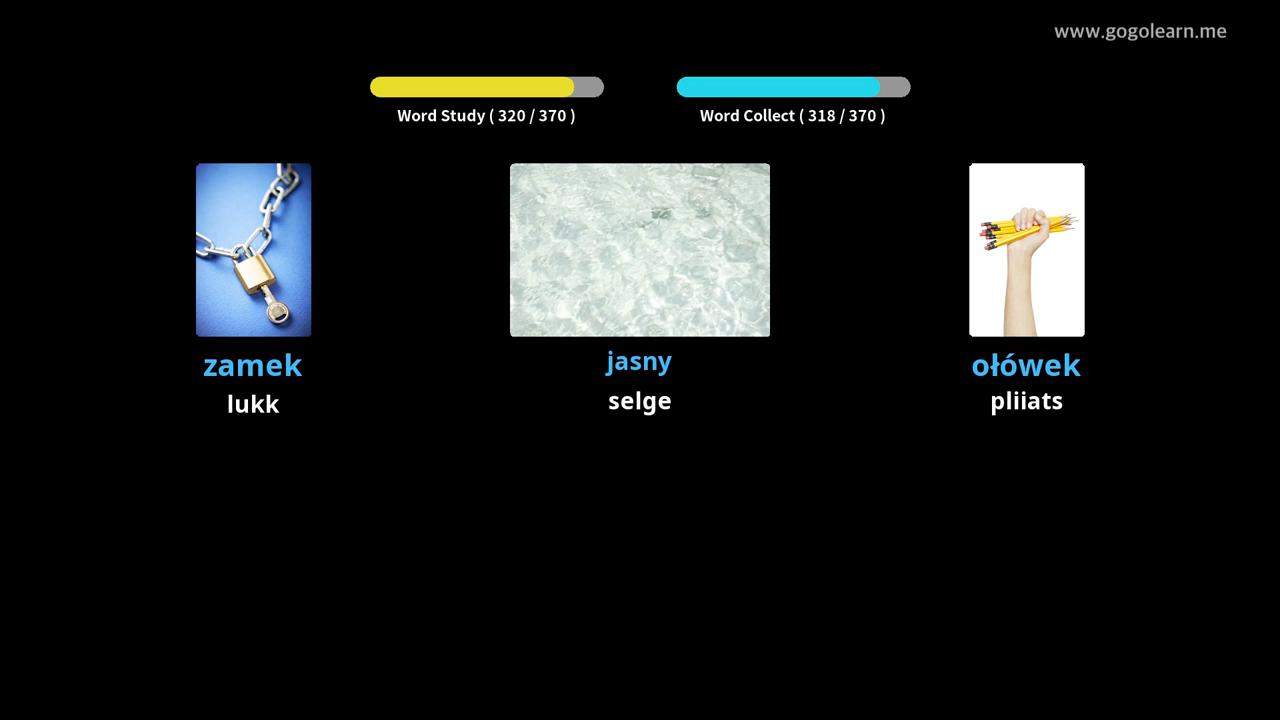 www.gogolearn.me
Word Study ( 320 / 370 )
Word Collect ( 318 / 370 )
zamek
lukk
jasny
selge
ołówek
pliiats